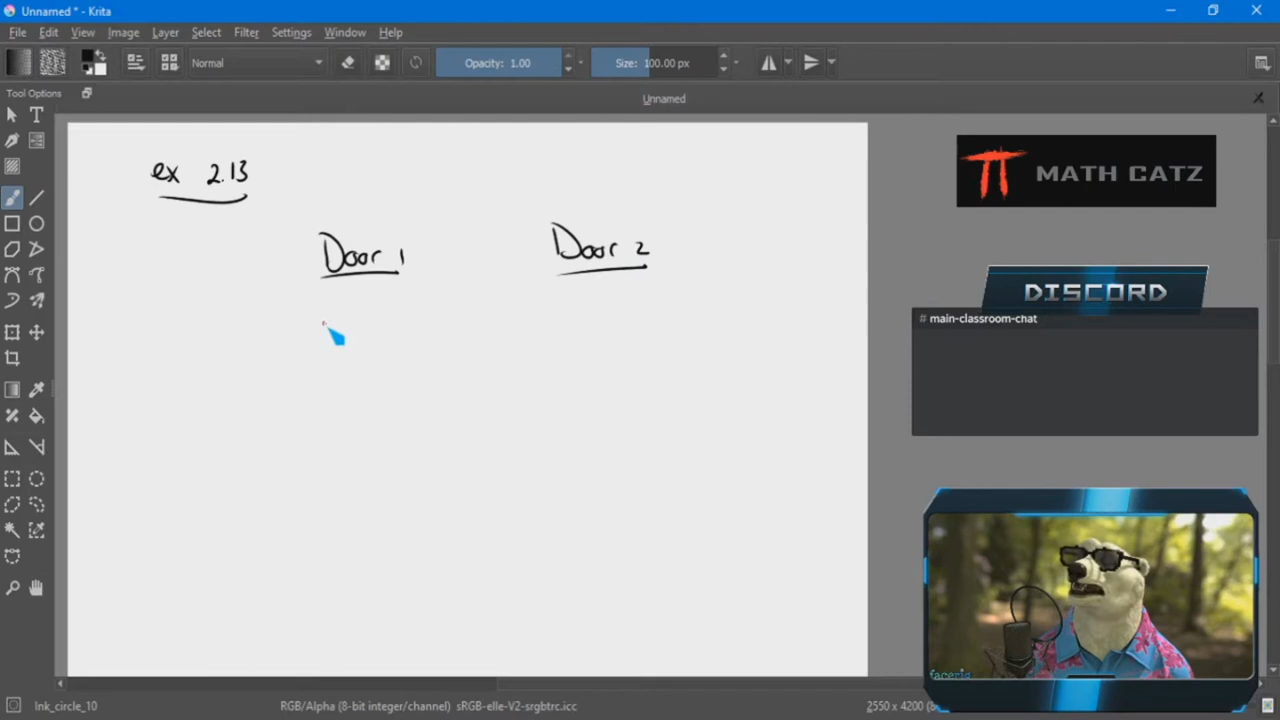 Unnamed * - Krita
File Edit View Image Layer Select Filter Settings Window Help
Normal Opacity: 1.00 Size: 100.00 px
Tool Options
Unnamed
ex 2.13
Door 1 Door 2
MATH CATZ
DISCORD
# main-classroom-chat
facerig
Ink_circle_10 RGB/Alpha (8-bit integer/channel) sRGB-elle-V2-srgbtrc.icc 2550 x 4200 (8